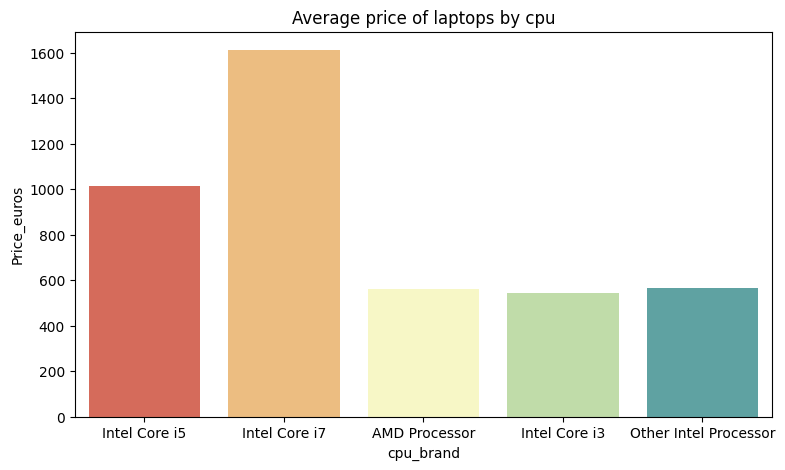 Average price of laptops by cpu
1600
1400
1200
1000
800
600
400
200
0
Price_euros
Intel Core i5
Intel Core i7
AMD Processor
Intel Core i3
Other Intel Processor
cpu_brand